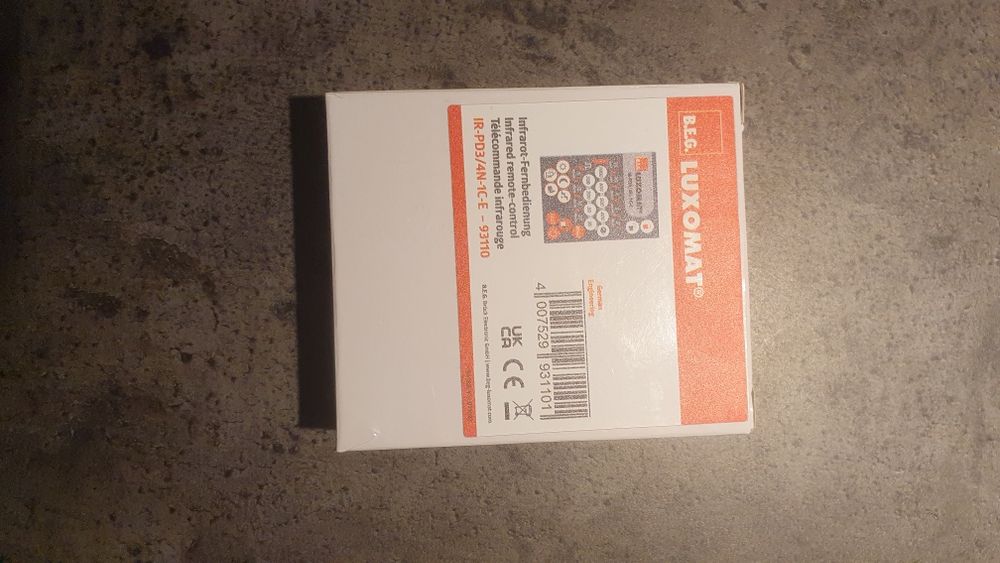 B.E.G. LUXOMAT®
LUXOMAT
German
Engineering
4 007529 931101
Infrarot-Fernbedienung
Infrared remote-control
Télécommande infrarouge
IR-PD3/4N-1C-E – 93110
UK
CA
CE
B.E.G. Brück Electronic GmbH | www.beg-luxomat.com